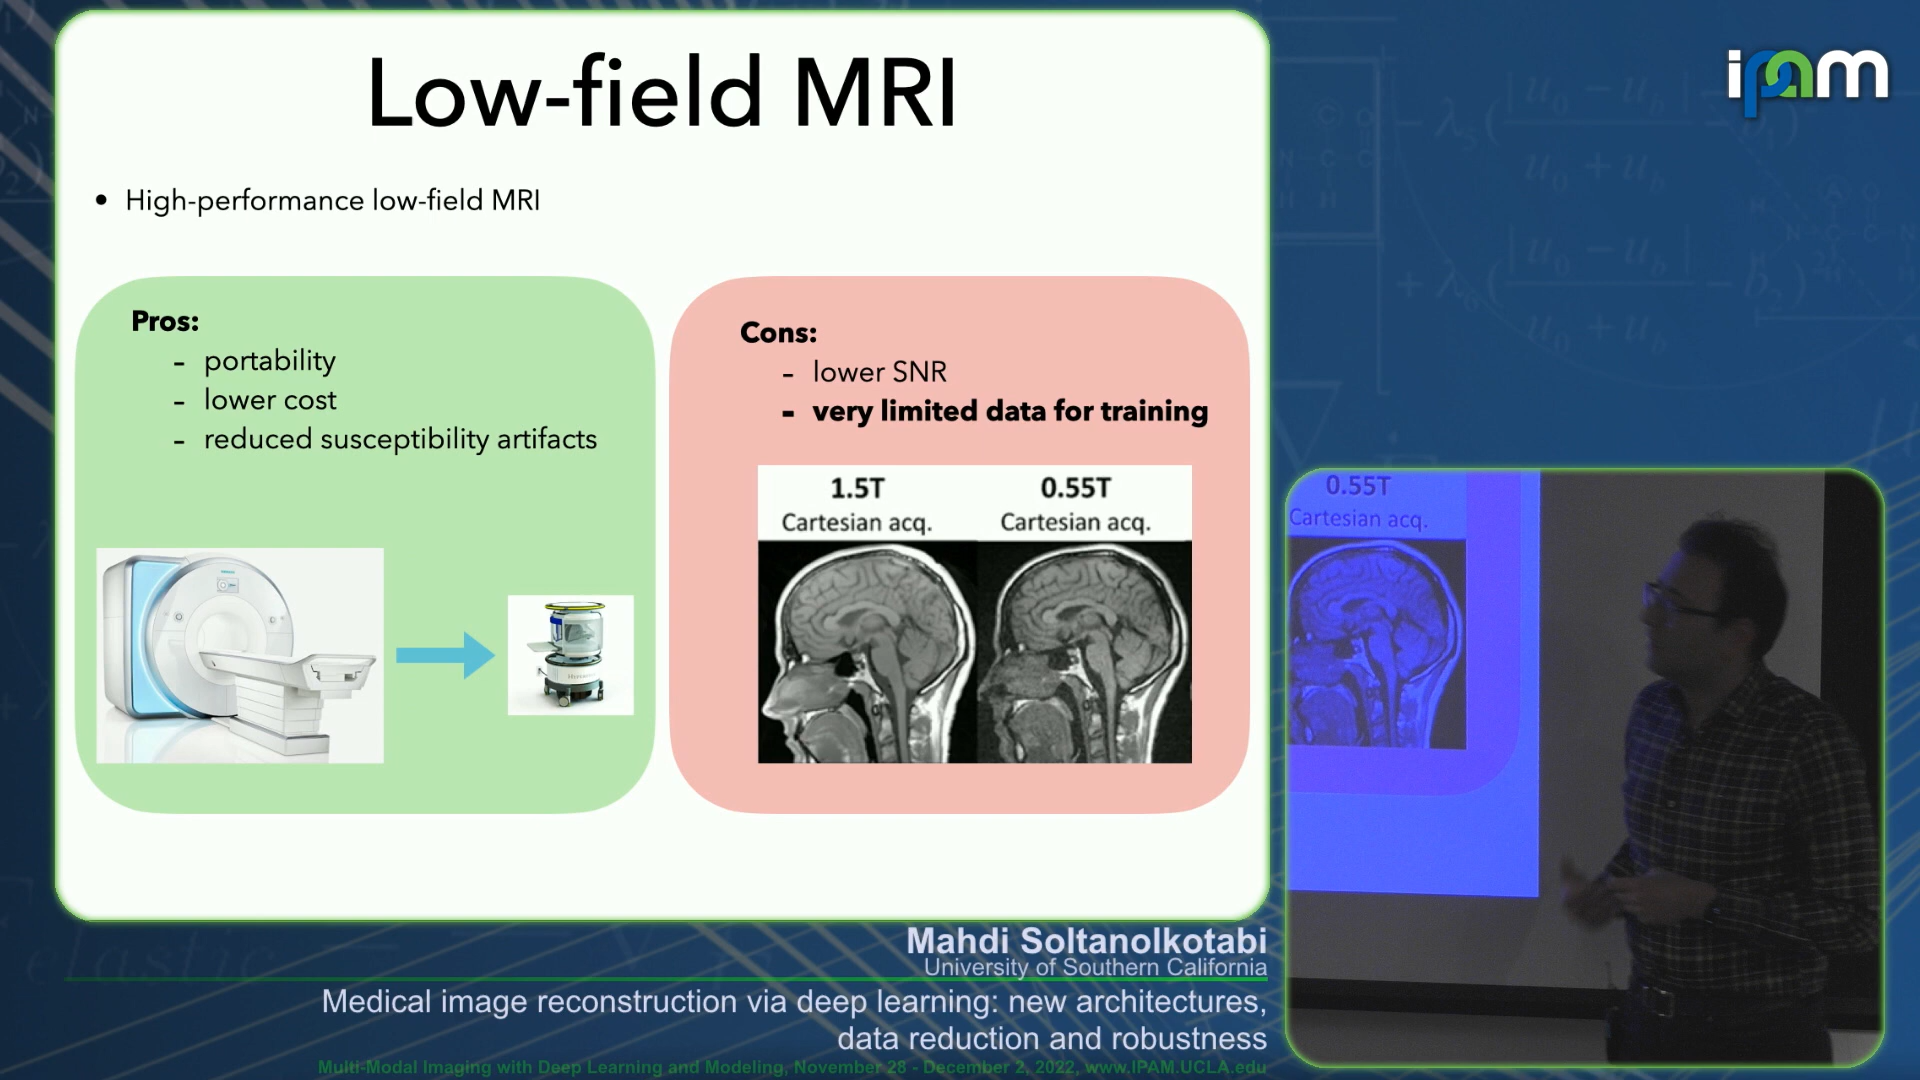 Low-field MRI
ipam
• High-performance low-field MRI
Pros:
- portability
- lower cost
- reduced susceptibility artifacts
Cons:
- lower SNR
- very limited data for training
1.5T
Cartesian acq.
0.55T
Cartesian acq.
0.55T
Cartesian acq.
Mahdi Soltanolkotabi
University of Southern California
Medical image reconstruction via deep learning: new architectures,
data reduction and robustness
Multi-Modal Imaging with Deep Learning and Modeling, November 28 - December 2, 2022, www.IPAM.UCLA.edu
elastic